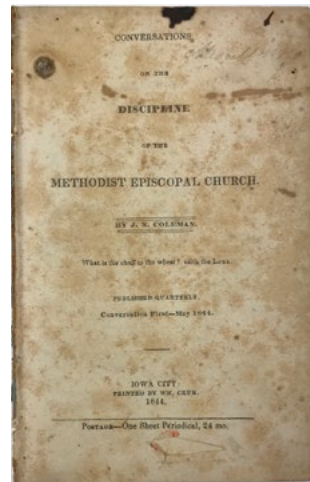 CONVERSATIONS,
ON THE
DISCIPLINE
OF THE
METHODIST EPISCOPAL CHURCH.
BY J. N. COLEMAN.
What is the chaff to the wheat? saith the LORD.
PUBLISHED QUARTERLY.
Conversation First—May 1844.
IOWA CITY
PRINTED BY WM. CRUM.
1844.
POSTAGE—One Sheet Periodical, 24 mo.